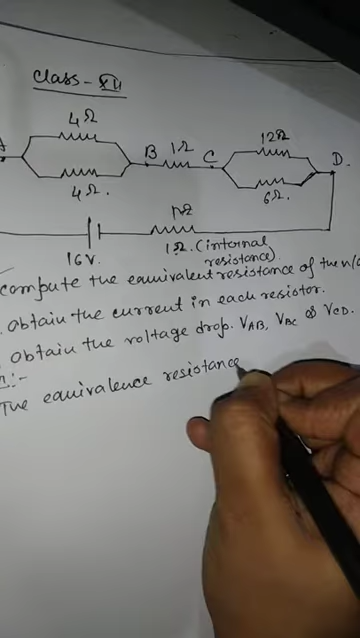 class - XII
4Ω
A
B
1Ω
C
12Ω
D.
4Ω.
6Ω.
1Ω
16V.
1Ω. (internal
resistance).
compute the equivalent resistance of the n/w
obtain the current in each resistor.
obtain the voltage drop. VAB, VBC & VCD.
:-
The equivalence resistance